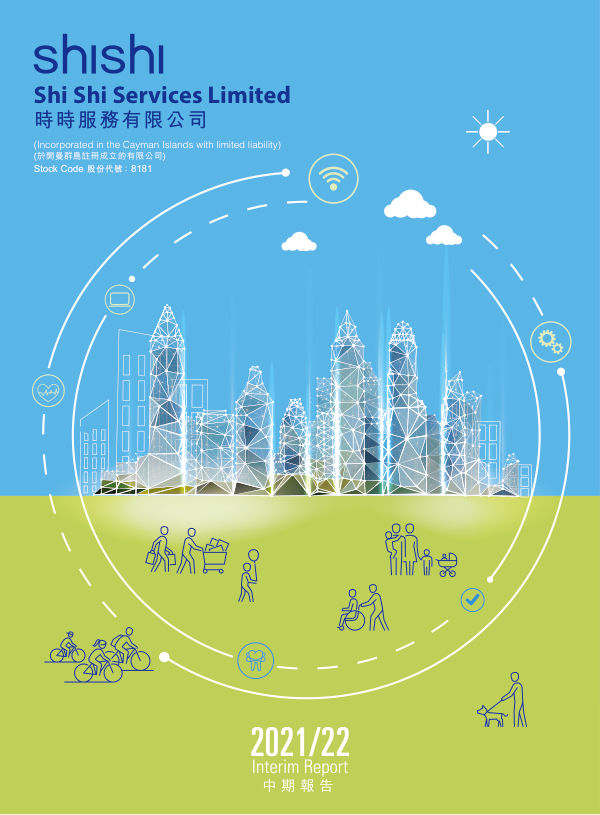 shishi
Shi Shi Services Limited
時時服務有限公司
(Incorporated in the Cayman Islands with limited liability)
(於開曼群島註冊成立的有限公司)
Stock Code 股份代號：8181
2021/22
Interim Report
中期報告